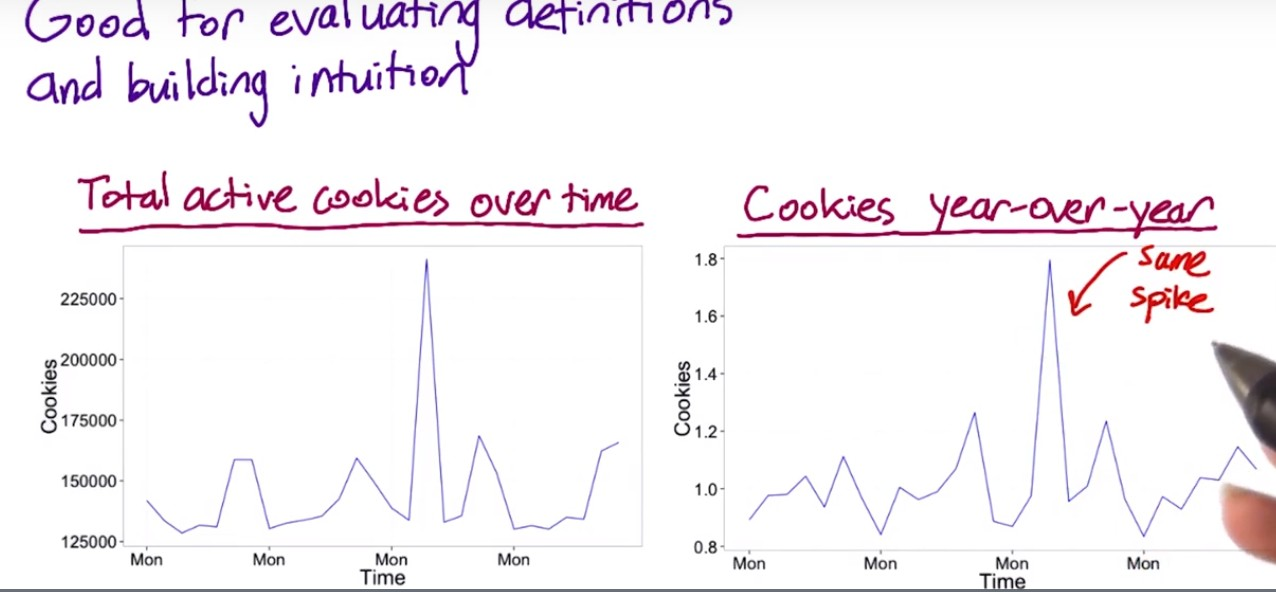 Good for evaluating definitions
and building intuition
Total active cookies over time
225000
200000
175000
150000
125000
Cookies
Mon
Mon
Mon
Mon
Time
Cookies year-over-year
same
spike
1.8
1.6
1.4
1.2
1.0
0.8
Cookies
Mon
Mon
Mon
Mon
Time